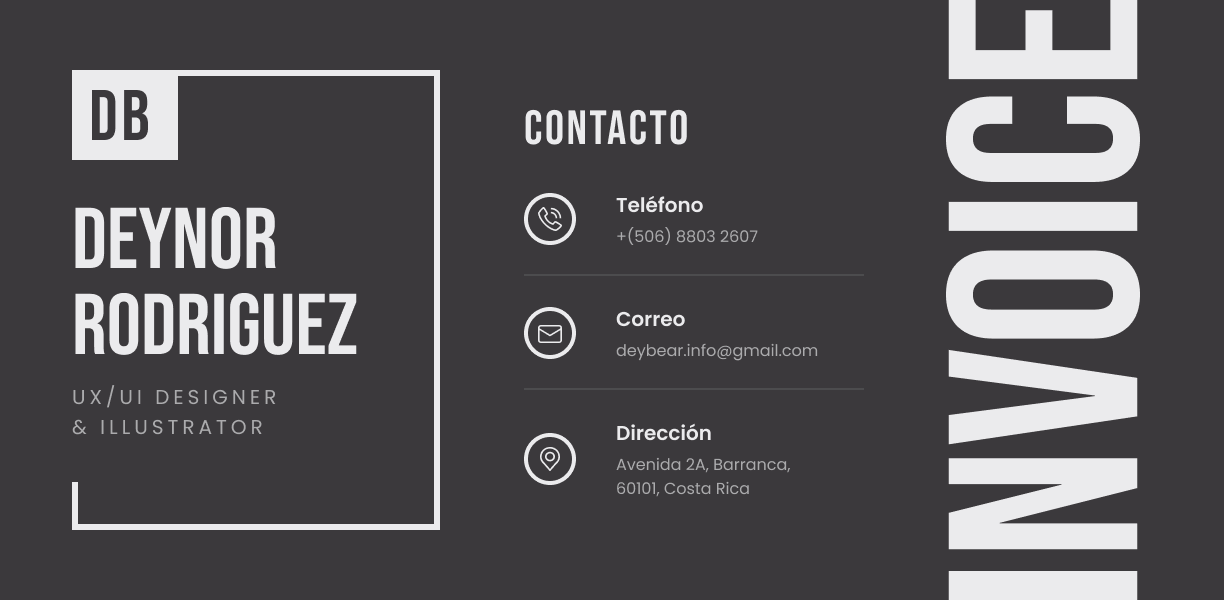 DB
DEYNOR
RODRIGUEZ
UX/UI DESIGNER
& ILLUSTRATOR
CONTACTO
Teléfono
+(506) 8803 2607
Correo
deybear.info@gmail.com
Dirección
Avenida 2A, Barranca,
60101, Costa Rica
INVOICE